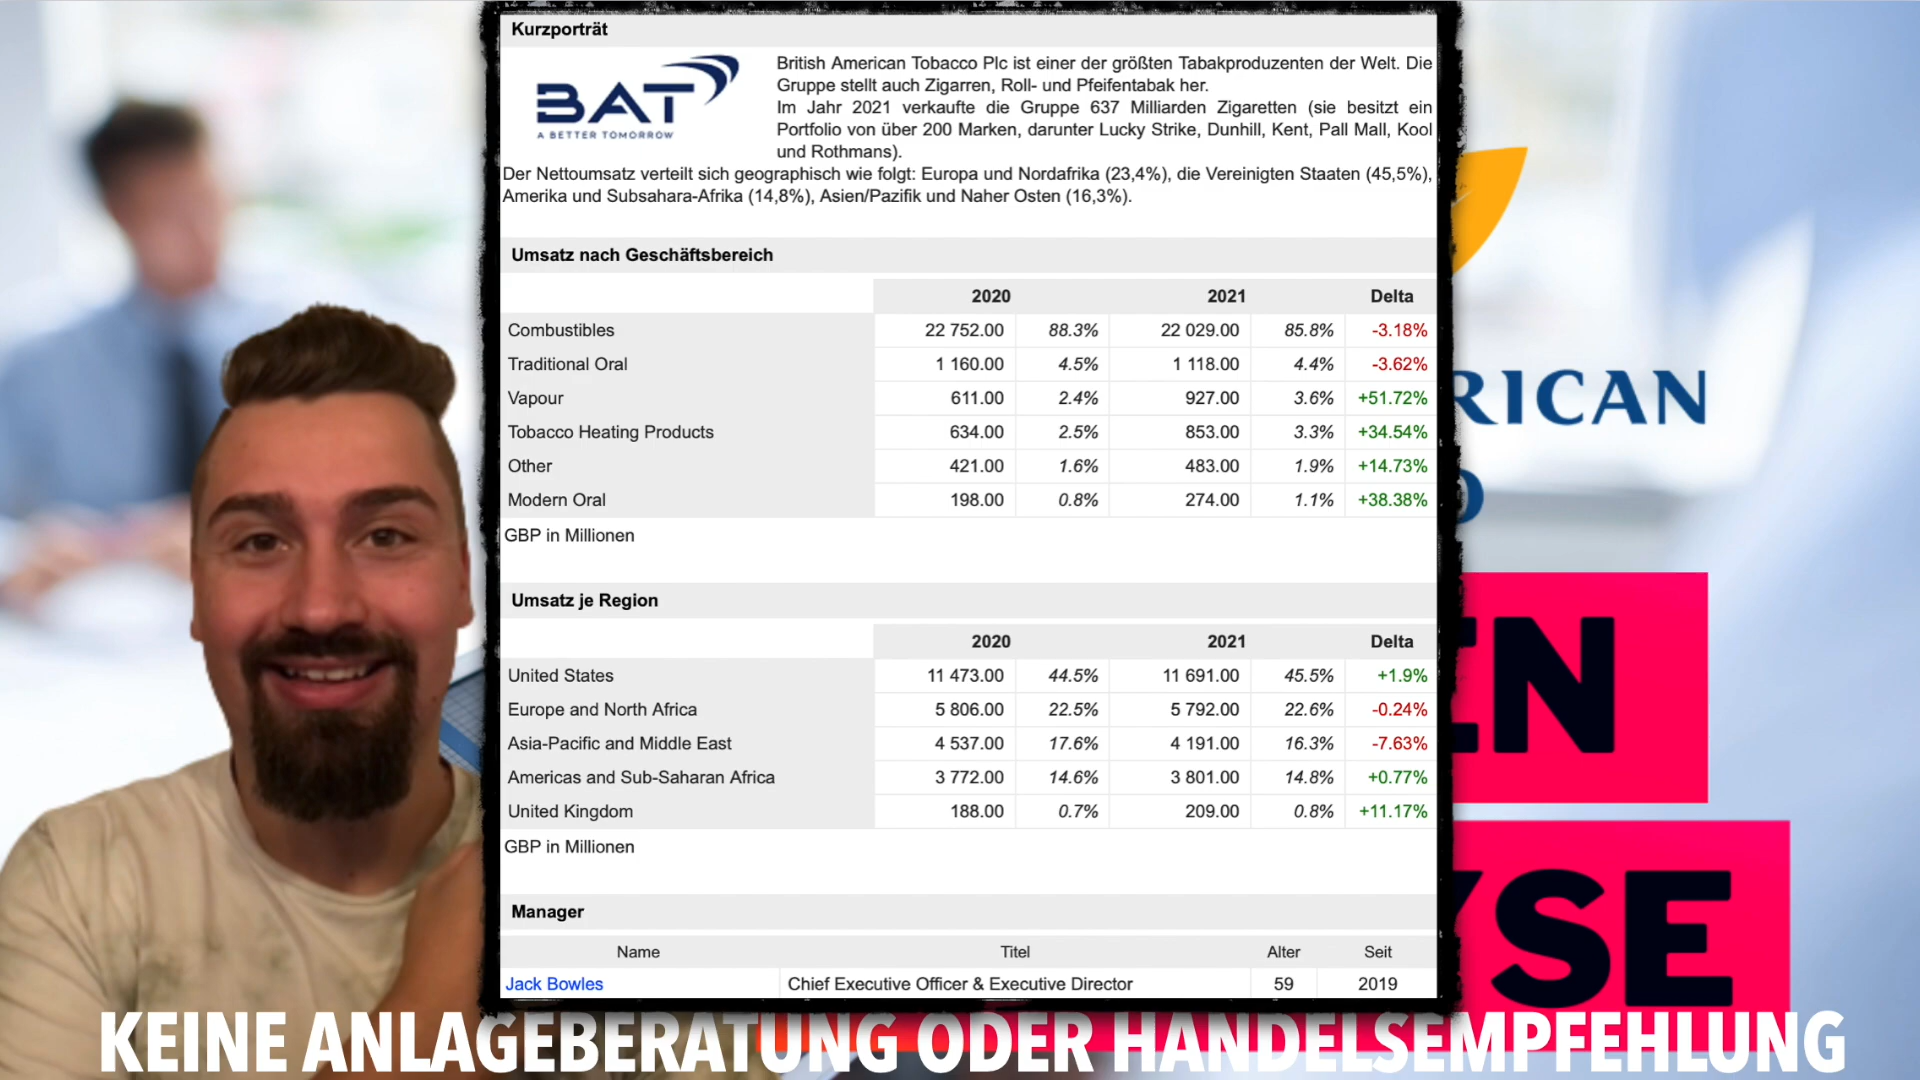 Kurzporträt
BAT
A BETTER TOMORROW
British American Tobacco Plc ist einer der größten Tabakproduzenten der Welt. Die
Gruppe stellt auch Zigarren, Roll- und Pfeifentabak her.
Im Jahr 2021 verkaufte die Gruppe 637 Milliarden Zigaretten (sie besitzt ein
Portfolio von über 200 Marken, darunter Lucky Strike, Dunhill, Kent, Pall Mall, Kool
und Rothmans).
Der Nettoumsatz verteilt sich geographisch wie folgt: Europa und Nordafrika (23,4%), die Vereinigten Staaten (45,5%),
Amerika und Subsahara-Afrika (14,8%), Asien/Pazifik und Naher Osten (16,3%).
Umsatz nach Geschäftsbereich
2020 2021 Delta
Combustibles 22 752.00 88.3% 22 029.00 85.8% -3.18%
Traditional Oral 1 160.00 4.5% 1 118.00 4.4% -3.62%
Vapour 611.00 2.4% 927.00 3.6% +51.72%
Tobacco Heating Products 634.00 2.5% 853.00 3.3% +34.54%
Other 421.00 1.6% 483.00 1.9% +14.73%
Modern Oral 198.00 0.8% 274.00 1.1% +38.38%
GBP in Millionen
Umsatz je Region
2020 2021 Delta
United States 11 473.00 44.5% 11 691.00 45.5% +1.9%
Europe and North Africa 5 806.00 22.5% 5 792.00 22.6% -0.24%
Asia-Pacific and Middle East 4 537.00 17.6% 4 191.00 16.3% -7.63%
Americas and Sub-Saharan Africa 3 772.00 14.6% 3 801.00 14.8% +0.77%
United Kingdom 188.00 0.7% 209.00 0.8% +11.17%
GBP in Millionen
Manager
Name Titel Alter Seit
Jack Bowles Chief Executive Officer & Executive Director 59 2019
RICAN
EN
YSE
KEINE ANLAGEBERATUNG ODER HANDELSEMPFEHLUNG